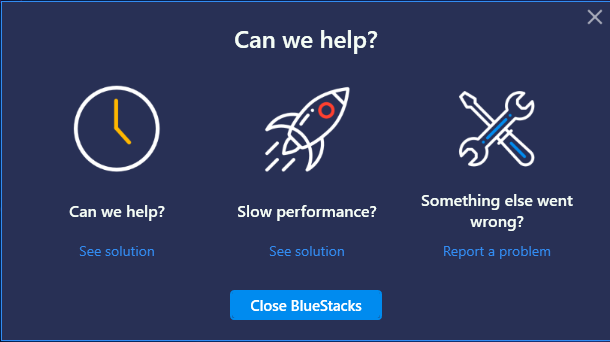 Can we help?
Can we help?
See solution
Slow performance?
See solution
Something else went
wrong?
Report a problem
Close BlueStacks